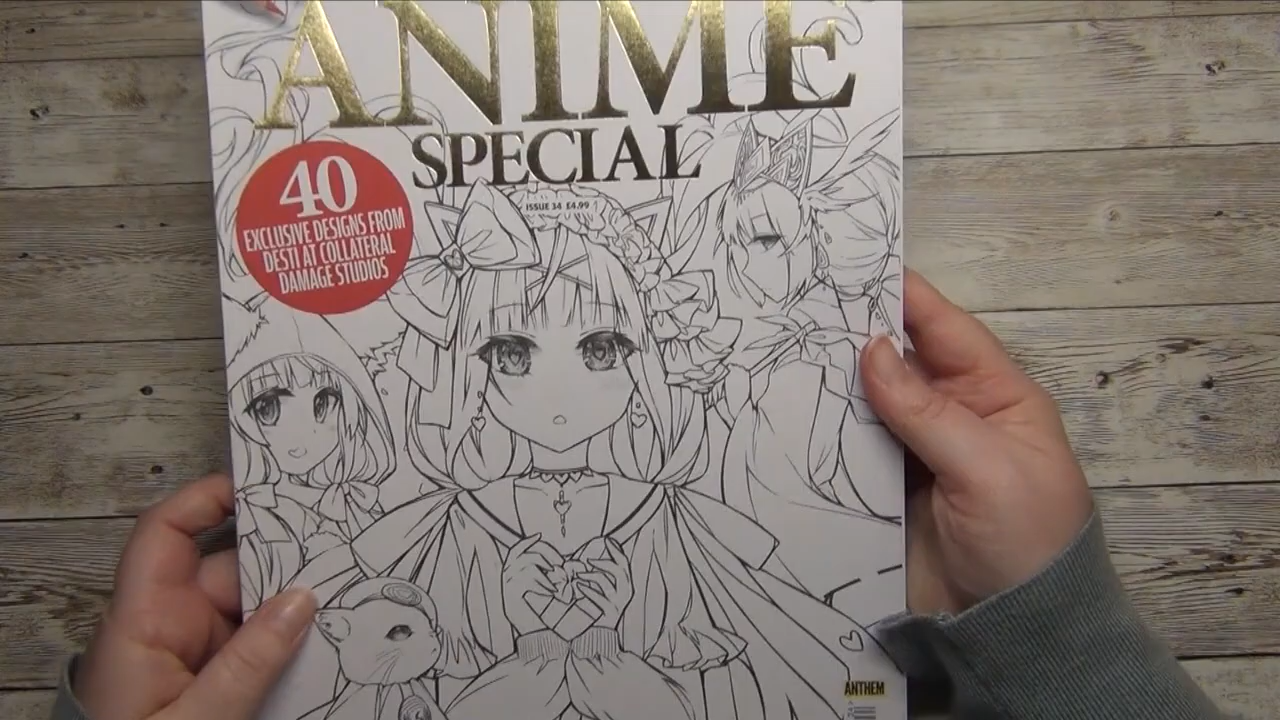 ANIME
SPECIAL
ISSUE 34 £4.99
40
EXCLUSIVE DESIGNS FROM
DESTI AT COLLATERAL
DAMAGE STUDIOS
ANTHEM